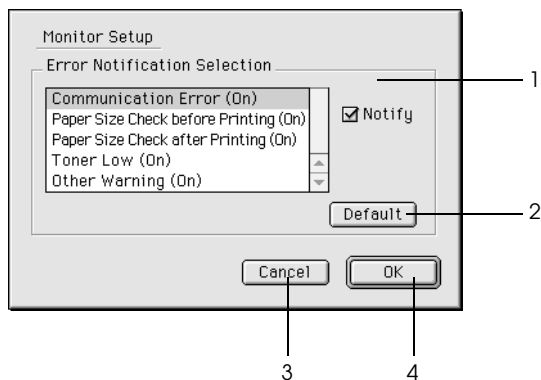 Monitor Setup
Error Notification Selection
1
Communication Error (On)
Paper Size Check before Printing (On)
Notify
Paper Size Check after Printing (On)
Toner Low (On)
Other Warning (On)
Default
2
Cancel
OK
3
4